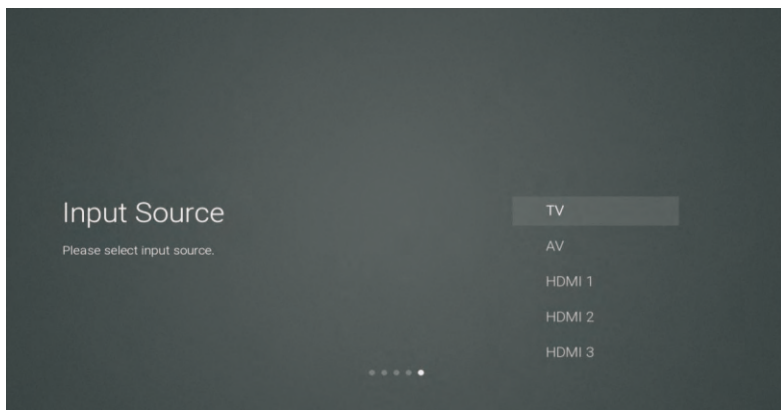 Input Source
Please select input source.
TV
AV
HDMI 1
HDMI 2
HDMI 3